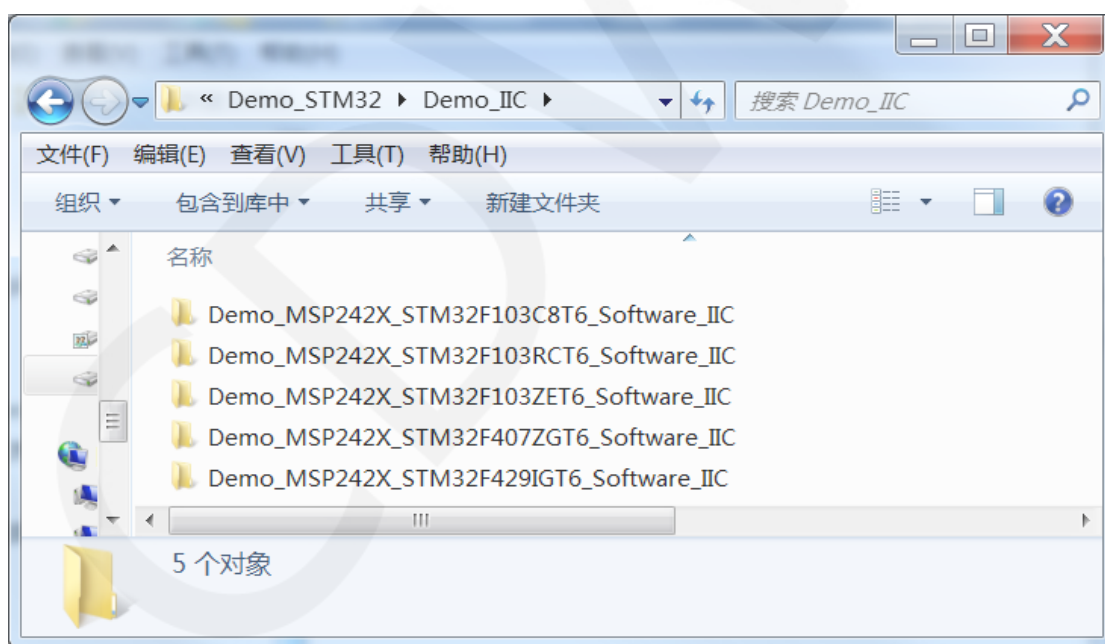 « Demo_STM32 ▸ Demo_IIC ▸ 搜索 Demo_IIC
文件(F) 编辑(E) 查看(V) 工具(T) 帮助(H)
组织 包含到库中 共享 新建文件夹
名称
Demo_MSP242X_STM32F103C8T6_Software_IIC
Demo_MSP242X_STM32F103RCT6_Software_IIC
Demo_MSP242X_STM32F103ZET6_Software_IIC
Demo_MSP242X_STM32F407ZGT6_Software_IIC
Demo_MSP242X_STM32F429IGT6_Software_IIC
5 个对象